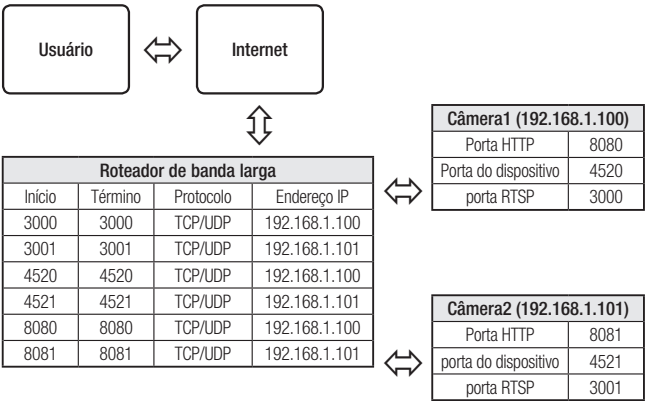 Usuário
Internet
Roteador de banda larga
Início Término Protocolo Endereço IP
3000 3000 TCP/UDP 192.168.1.100
3001 3001 TCP/UDP 192.168.1.101
4520 4520 TCP/UDP 192.168.1.100
4521 4521 TCP/UDP 192.168.1.101
8080 8080 TCP/UDP 192.168.1.100
8081 8081 TCP/UDP 192.168.1.101
Câmera1 (192.168.1.100)
Porta HTTP 8080
Porta do dispositivo 4520
porta RTSP 3000
Câmera2 (192.168.1.101)
Porta HTTP 8081
porta do dispositivo 4521
porta RTSP 3001